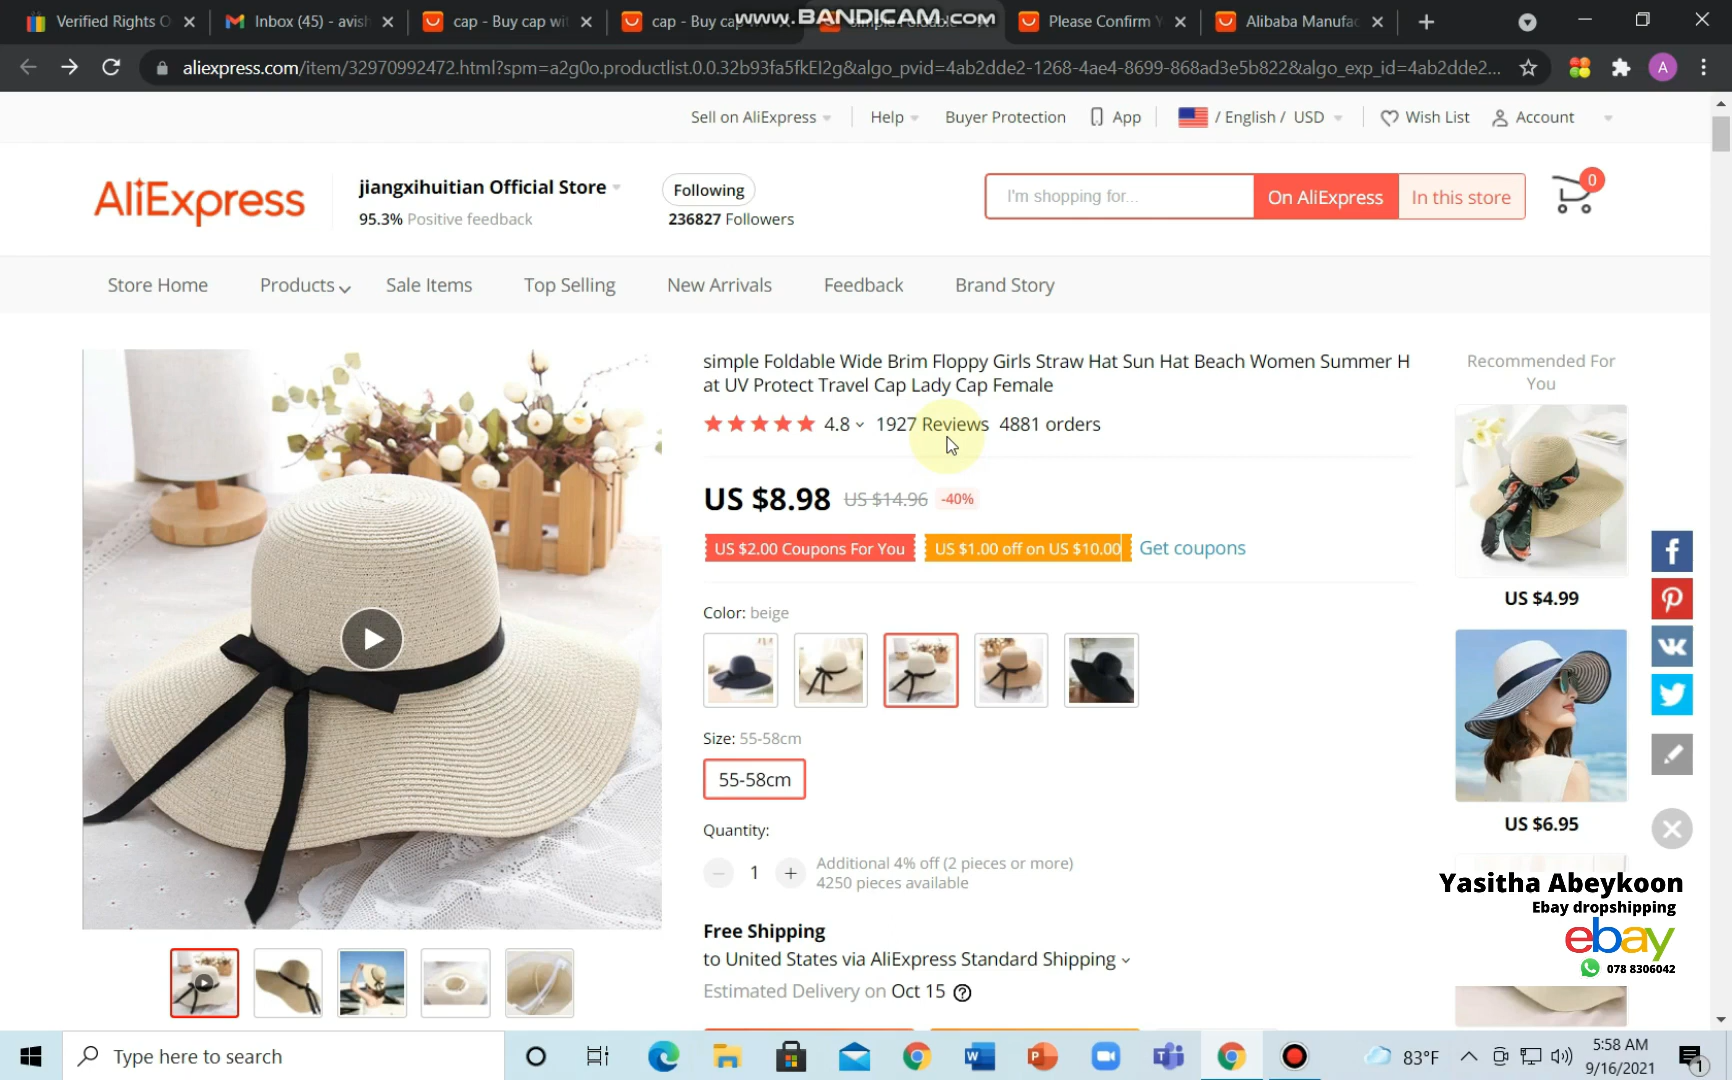 Verified Rights O
Inbox (45) - avish
cap - Buy cap wit
cap - Buy cap
www.BANDICAM.com
Please Confirm Y
Alibaba Manufac
aliexpress.com/item/32970992472.html?spm=a2g0o.productlist.0.0.32b93fa5fkEI2g&algo_pvid=4ab2dde2-1268-4ae4-8699-868ad3e5b822&algo_exp_id=4ab2dde2...
A
Sell on AliExpress
Help
Buyer Protection
App
/ English / USD
Wish List
Account
AliExpress
jiangxihuitian Official Store
95.3% Positive feedback
Following
236827 Followers
I'm shopping for...
On AliExpress
In this store
0
Store Home
Products
Sale Items
Top Selling
New Arrivals
Feedback
Brand Story
simple Foldable Wide Brim Floppy Girls Straw Hat Sun Hat Beach Women Summer H
at UV Protect Travel Cap Lady Cap Female
4.8
1927 Reviews
4881 orders
US $8.98 US $14.96 -40%
US $2.00 Coupons For You
US $1.00 off on US $10.00
Get coupons
Color: beige
Size: 55-58cm
55-58cm
Quantity:
1
Additional 4% off (2 pieces or more)
4250 pieces available
Free Shipping
to United States via AliExpress Standard Shipping
Estimated Delivery on Oct 15
Recommended For
You
US $4.99
US $6.95
Yasitha Abeykoon
Ebay dropshipping
ebay
078 8306042
Type here to search
83°F
5:58 AM
9/16/2021
1